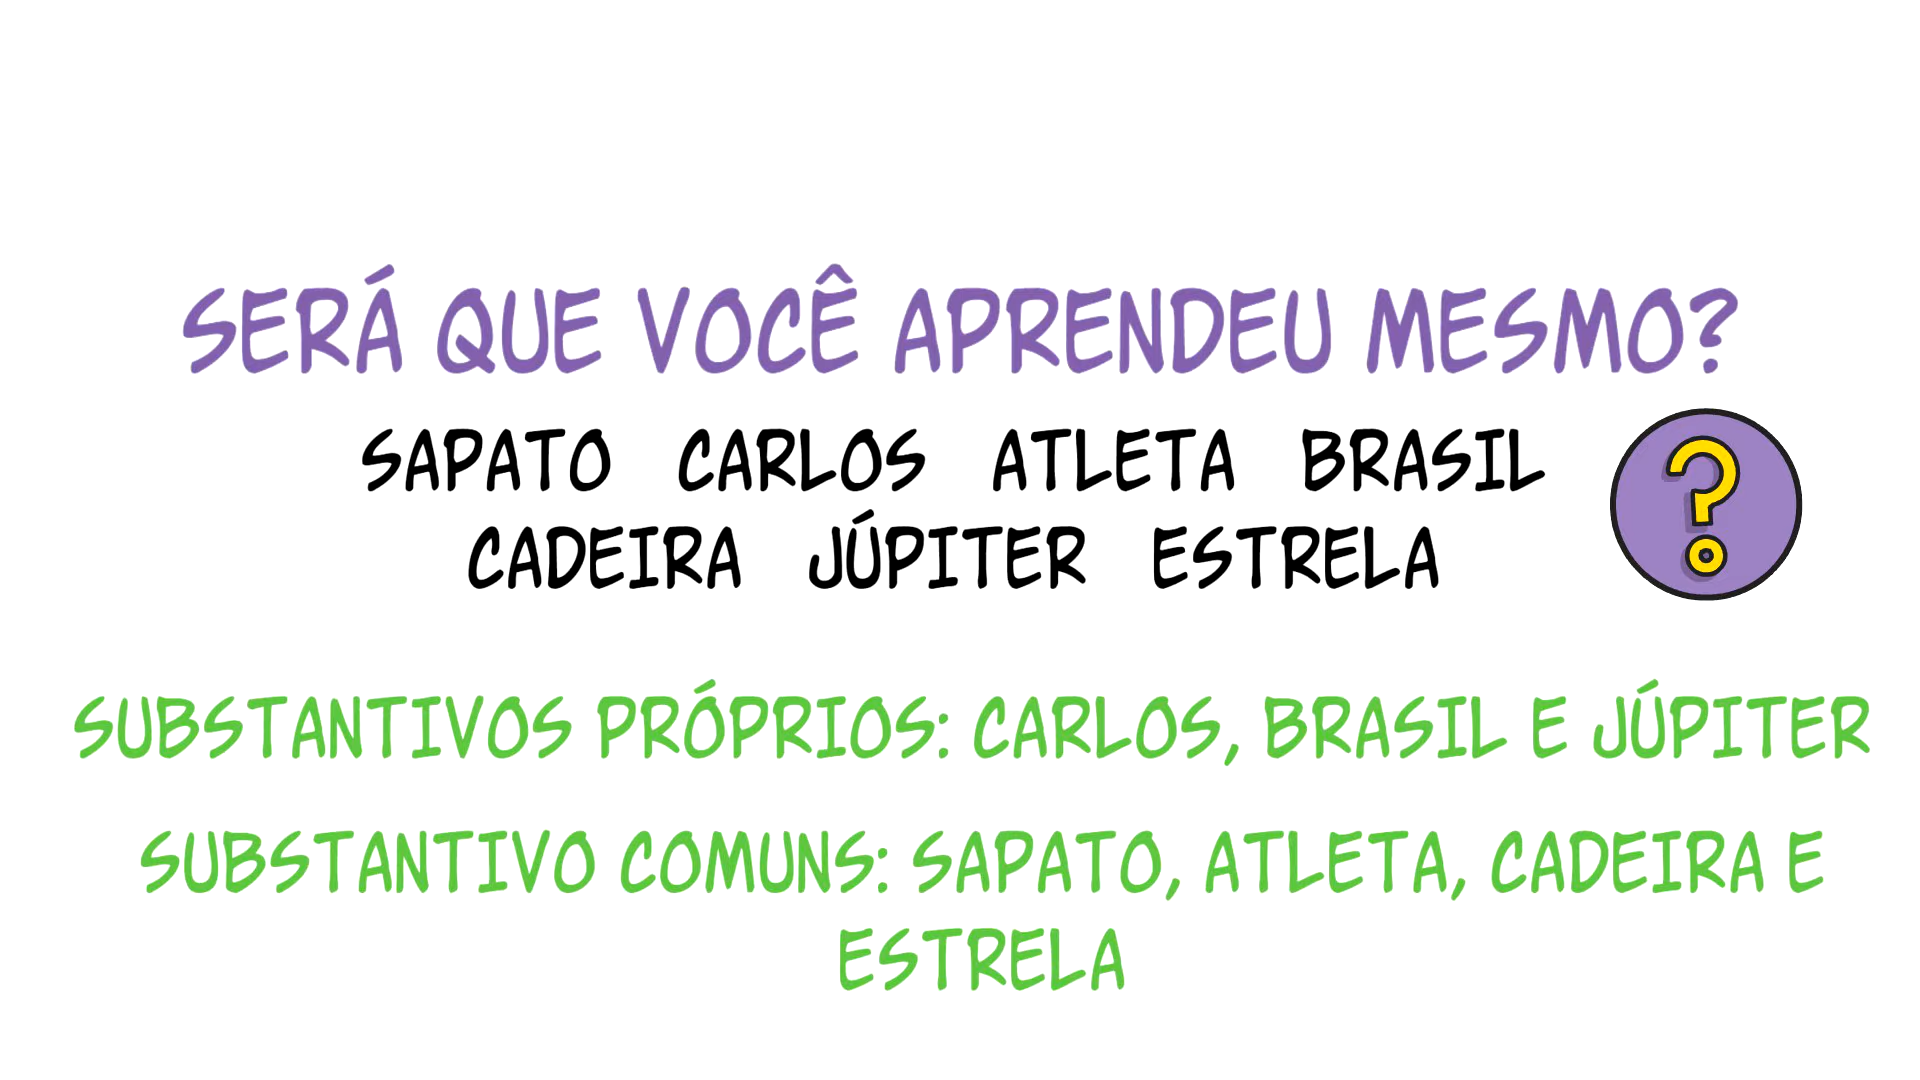 SERÁ QUE VOCÊ APRENDEU MESMO?
SAPATO CARLOS ATLETA BRASIL
CADEIRA JÚPITER ESTRELA
?
SUBSTANTIVOS PRÓPRIOS: CARLOS, BRASIL E JÚPITER
SUBSTANTIVO COMUNS: SAPATO, ATLETA, CADEIRA E
ESTRELA